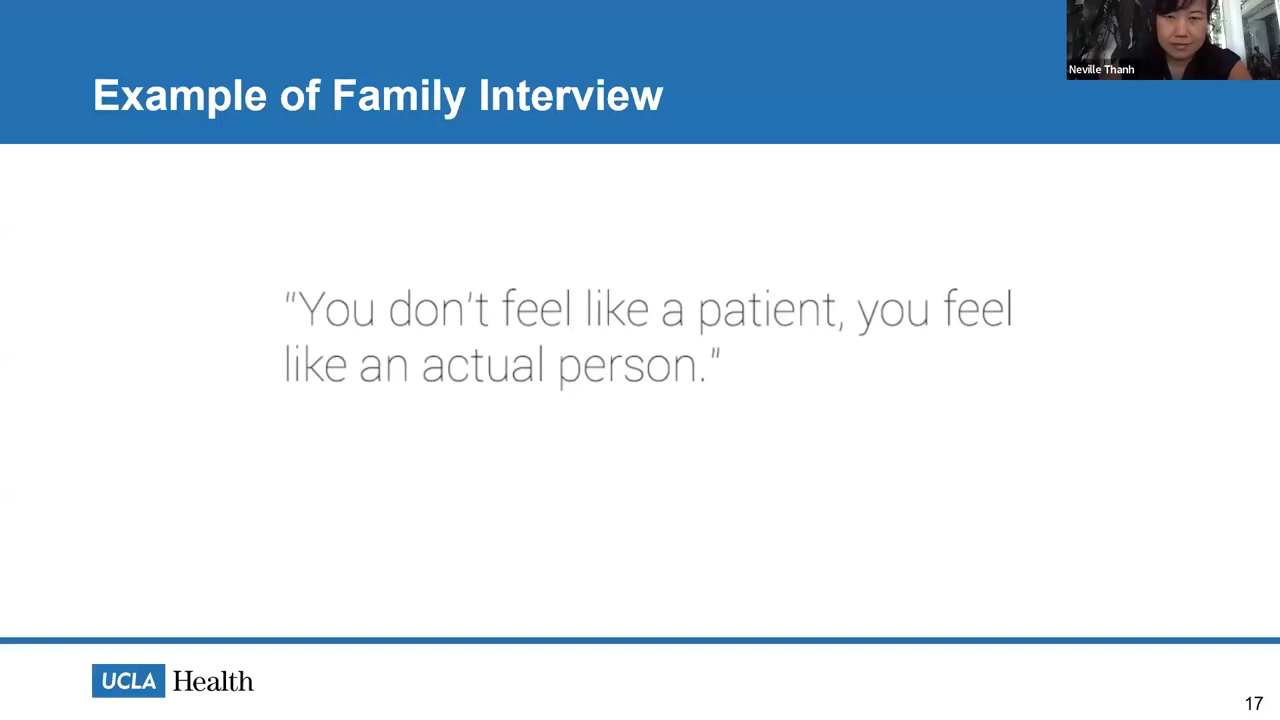 Neville Thanh
Example of Family Interview
"You don't feel like a patient, you feel
like an actual person."
UCLA Health
17